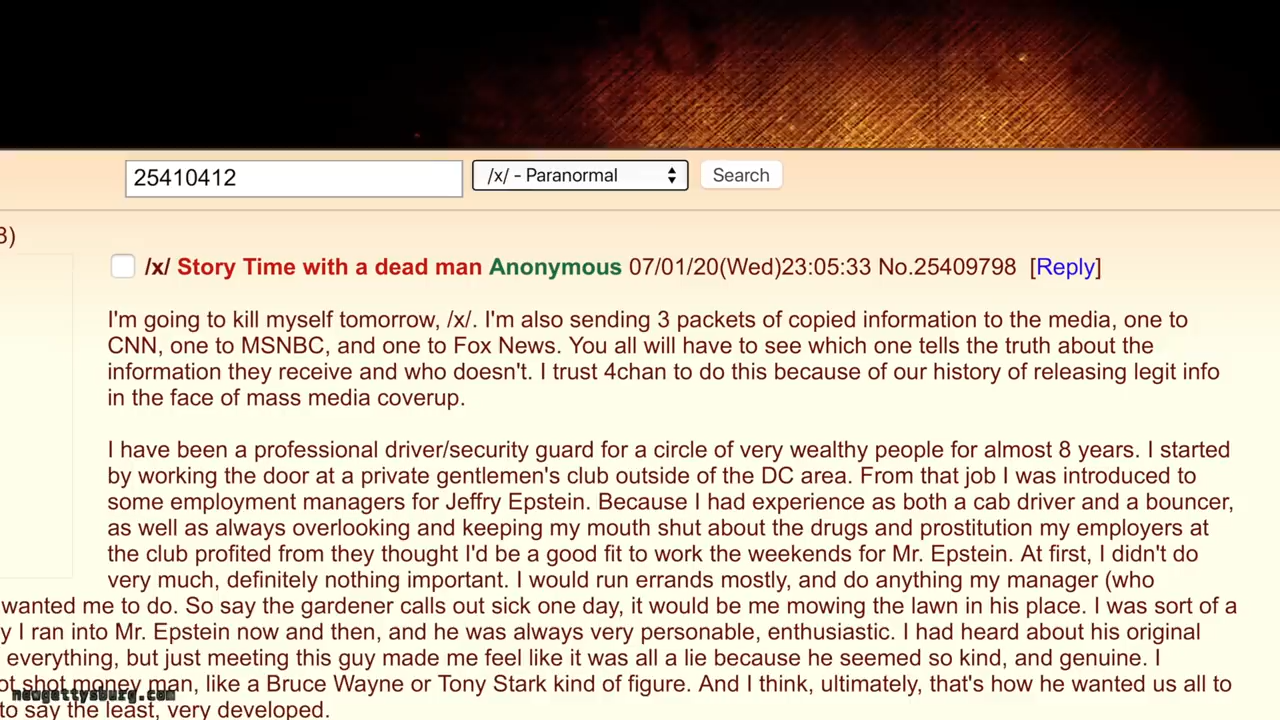 25410412
/x/ - Paranormal
Search
3)
/x/ Story Time with a dead man Anonymous 07/01/20(Wed)23:05:33 No.25409798 [Reply]
I'm going to kill myself tomorrow, /x/. I'm also sending 3 packets of copied information to the media, one to
CNN, one to MSNBC, and one to Fox News. You all will have to see which one tells the truth about the
information they receive and who doesn't. I trust 4chan to do this because of our history of releasing legit info
in the face of mass media coverup.
I have been a professional driver/security guard for a circle of very wealthy people for almost 8 years. I started
by working the door at a private gentlemen's club outside of the DC area. From that job I was introduced to
some employment managers for Jeffry Epstein. Because I had experience as both a cab driver and a bouncer,
as well as always overlooking and keeping my mouth shut about the drugs and prostitution my employers at
the club profited from they thought I'd be a good fit to work the weekends for Mr. Epstein. At first, I didn't do
very much, definitely nothing important. I would run errands mostly, and do anything my manager (who
wanted me to do. So say the gardener calls out sick one day, it would be me mowing the lawn in his place. I was sort of a
y I ran into Mr. Epstein now and then, and he was always very personable, enthusiastic. I had heard about his original
everything, but just meeting this guy made me feel like it was all a lie because he seemed so kind, and genuine. I
ot shot money man, like a Bruce Wayne or Tony Stark kind of figure. And I think, ultimately, that's how he wanted us all to
newgettysburg.com
to say the least, very developed.